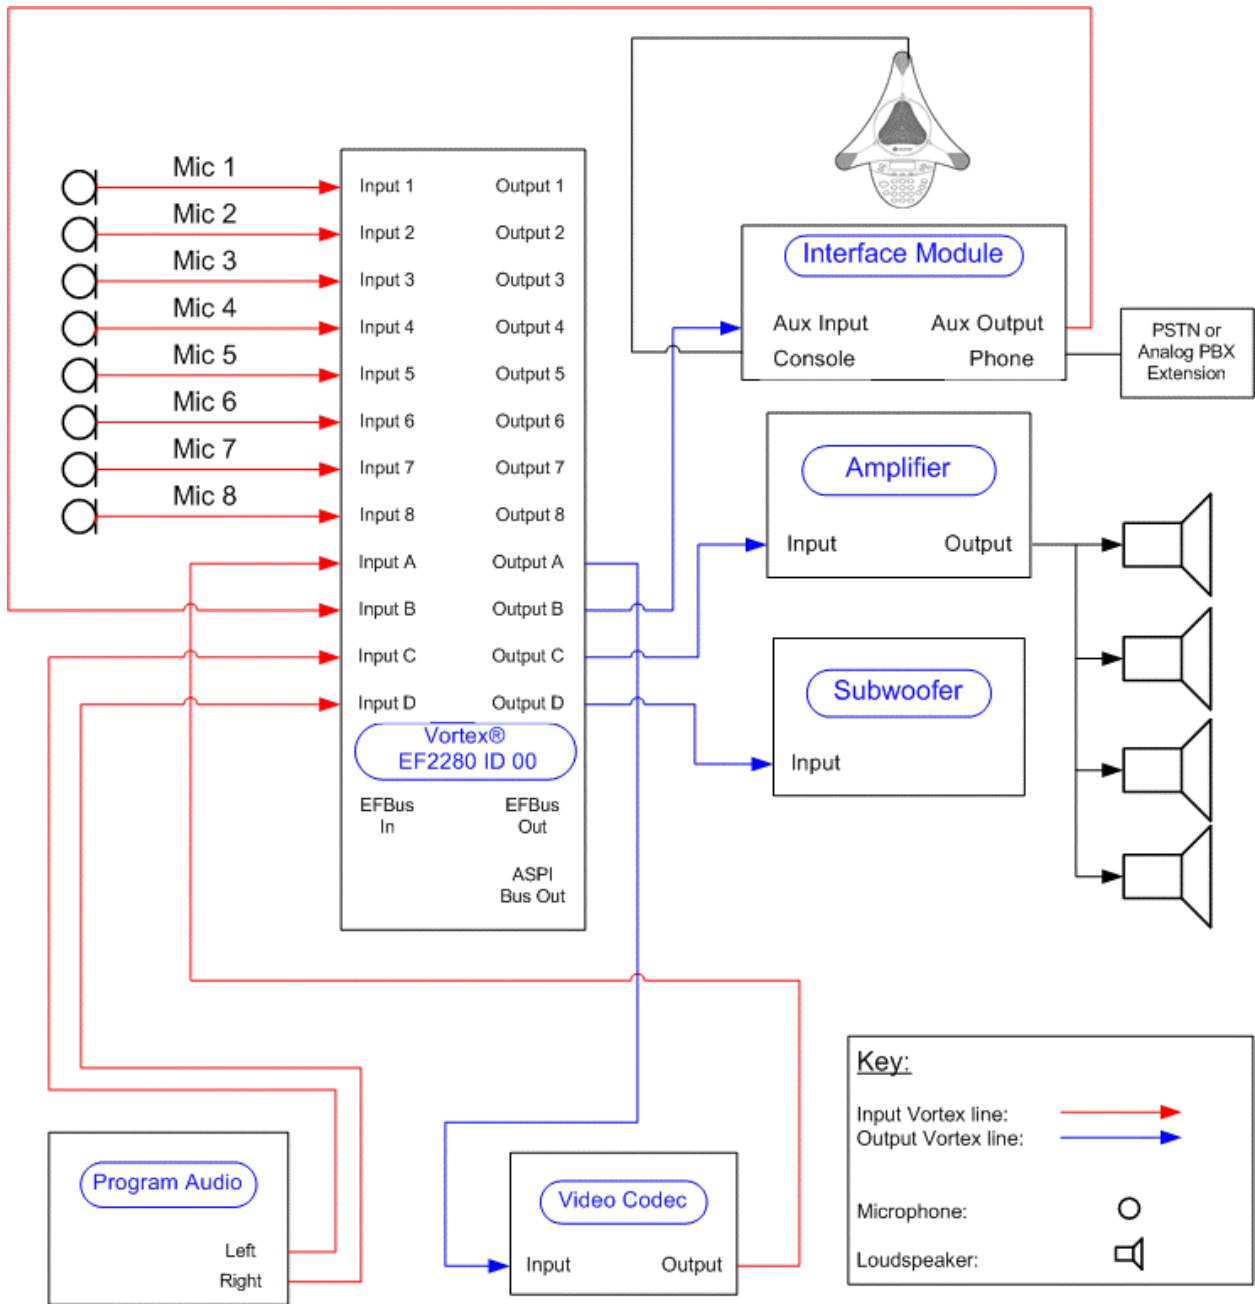 Mic 1
Mic 2
Mic 3
Mic 4
Mic 5
Mic 6
Mic 7
Mic 8
Input 1 Output 1
Input 2 Output 2
Input 3 Output 3
Input 4 Output 4
Input 5 Output 5
Input 6 Output 6
Input 7 Output 7
Input 8 Output 8
Input A Output A
Input B Output B
Input C Output C
Input D Output D
Vortex®
EF2280 ID 00
EFBus
In
EFBus
Out
ASPI
Bus Out
Interface Module
Aux Input Aux Output
Console Phone
PSTN or
Analog PBX
Extension
Amplifier
Input Output
Subwoofer
Input
Program Audio
Left
Right
Video Codec
Input Output
Key:
Input Vortex line:
Output Vortex line:
Microphone:
Loudspeaker: